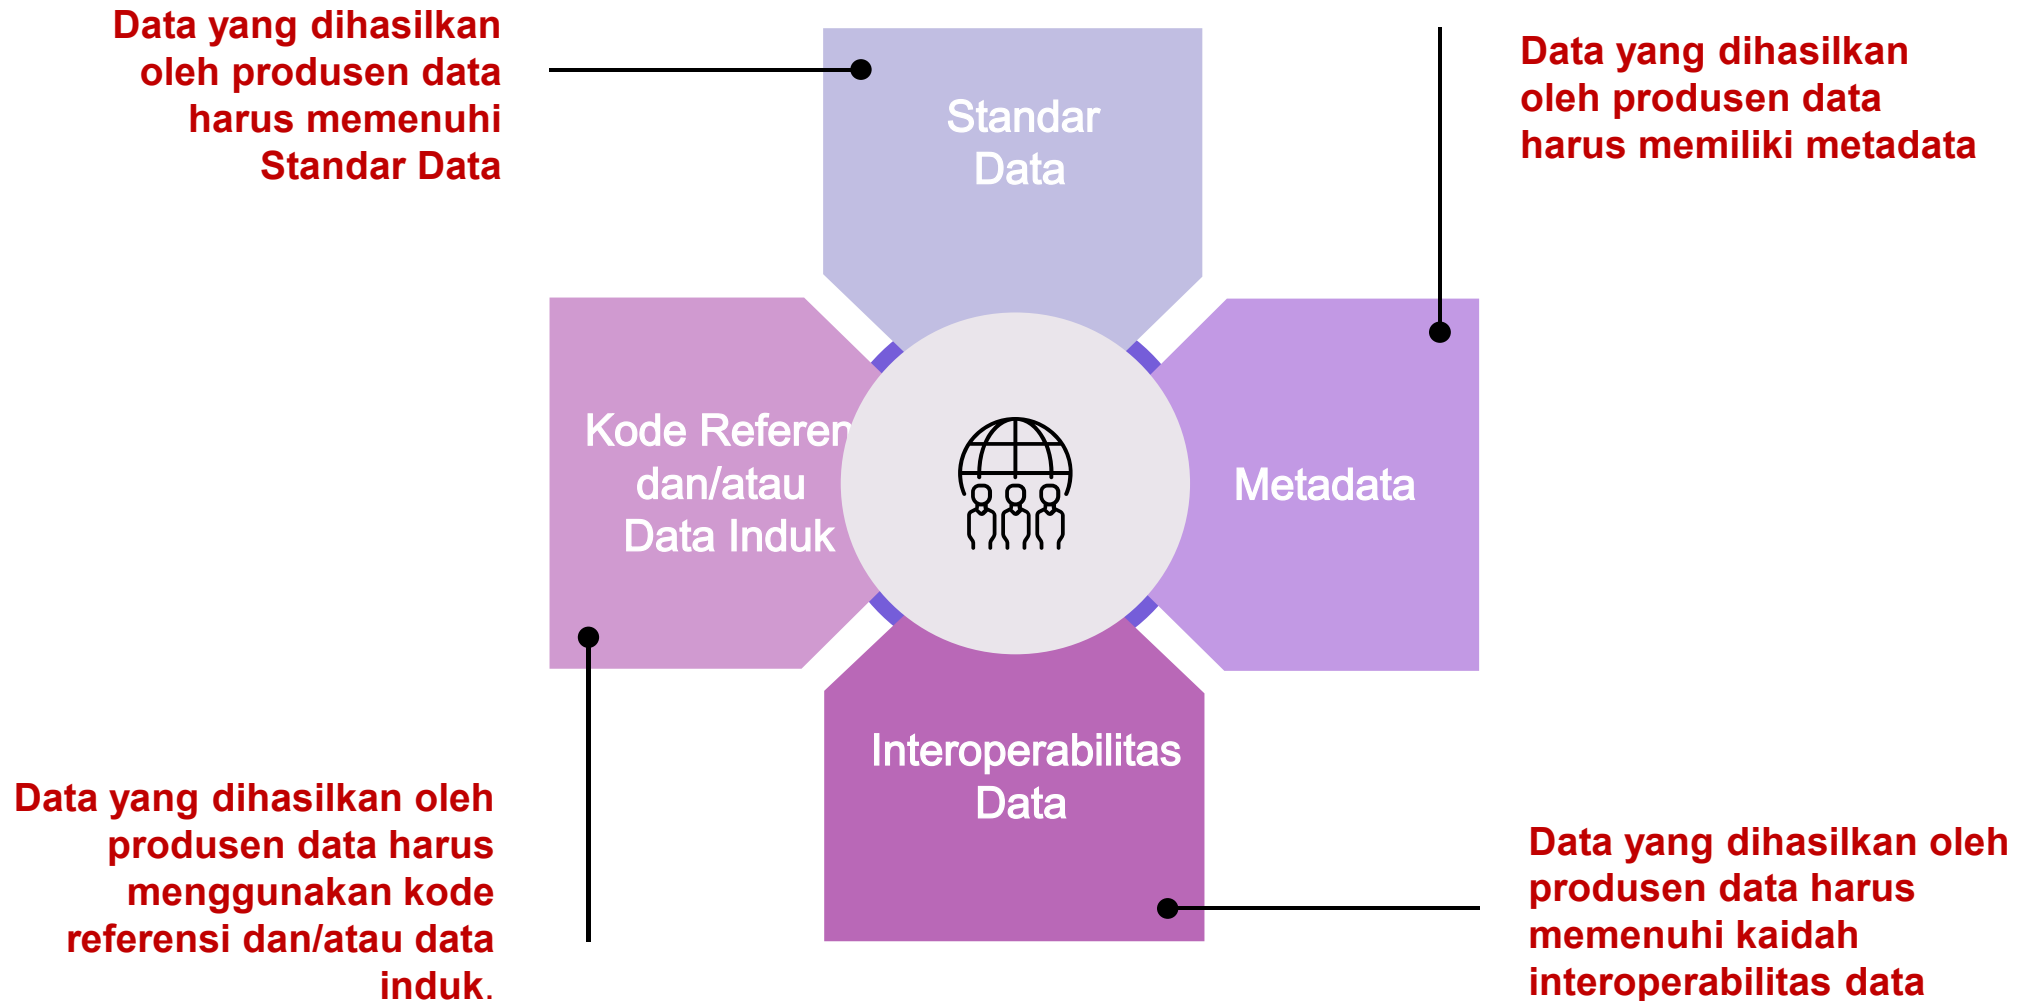 Data yang dihasilkan
oleh produsen data
harus memenuhi
Standar Data
Standar
Data
Data yang dihasilkan
oleh produsen data
harus memiliki metadata
Kode Referen
dan/atau
Data Induk
Metadata
Interoperabilitas
Data
Data yang dihasilkan oleh
produsen data harus
menggunakan kode
referensi dan/atau data
induk.
Data yang dihasilkan oleh
produsen data harus
memenuhi kaidah
interoperabilitas data